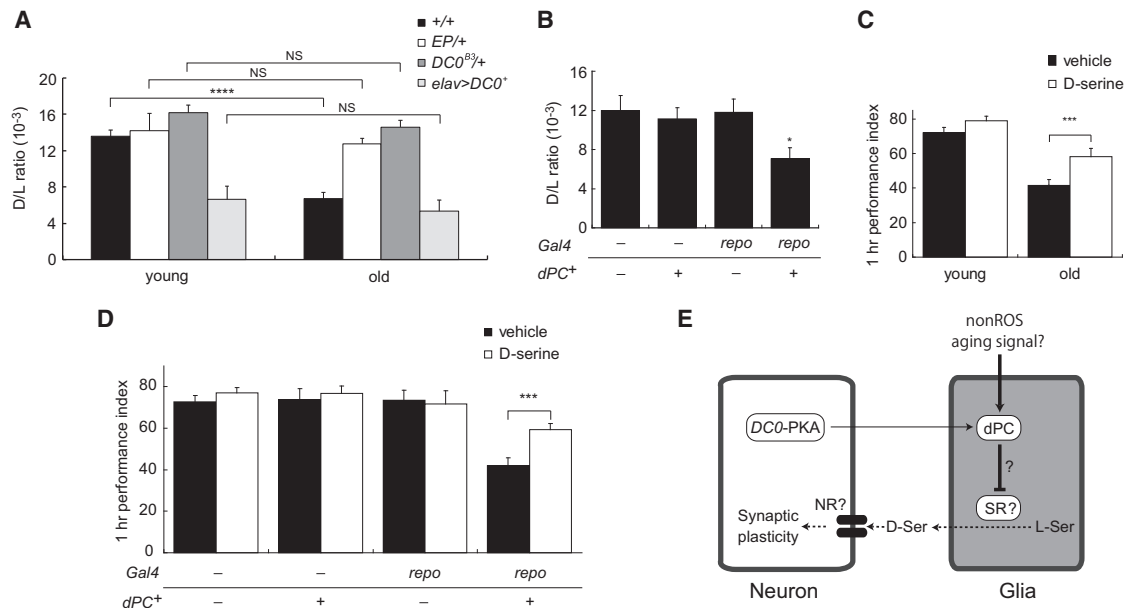 A
+/+
EP/+
DC0^B3/+
elav>DC0+
NS
NS
****
NS
D/L ratio (10-3)
20
16
12
8
4
0
young
old
B
D/L ratio (10-3)
16
12
8
4
0
*
Gal4 – – repo repo
dPC+ – + – +
C
vehicle
D-serine
1 hr performance index
80
60
40
20
0
***
young
old
D
vehicle
D-serine
1 hr performance index
80
60
40
20
0
***
Gal4 – – repo repo
dPC+ – + – +
E
nonROS
aging signal?
DC0-PKA
dPC
?
SR?
NR?
Synaptic
plasticity
D-Ser
L-Ser
Neuron
Glia